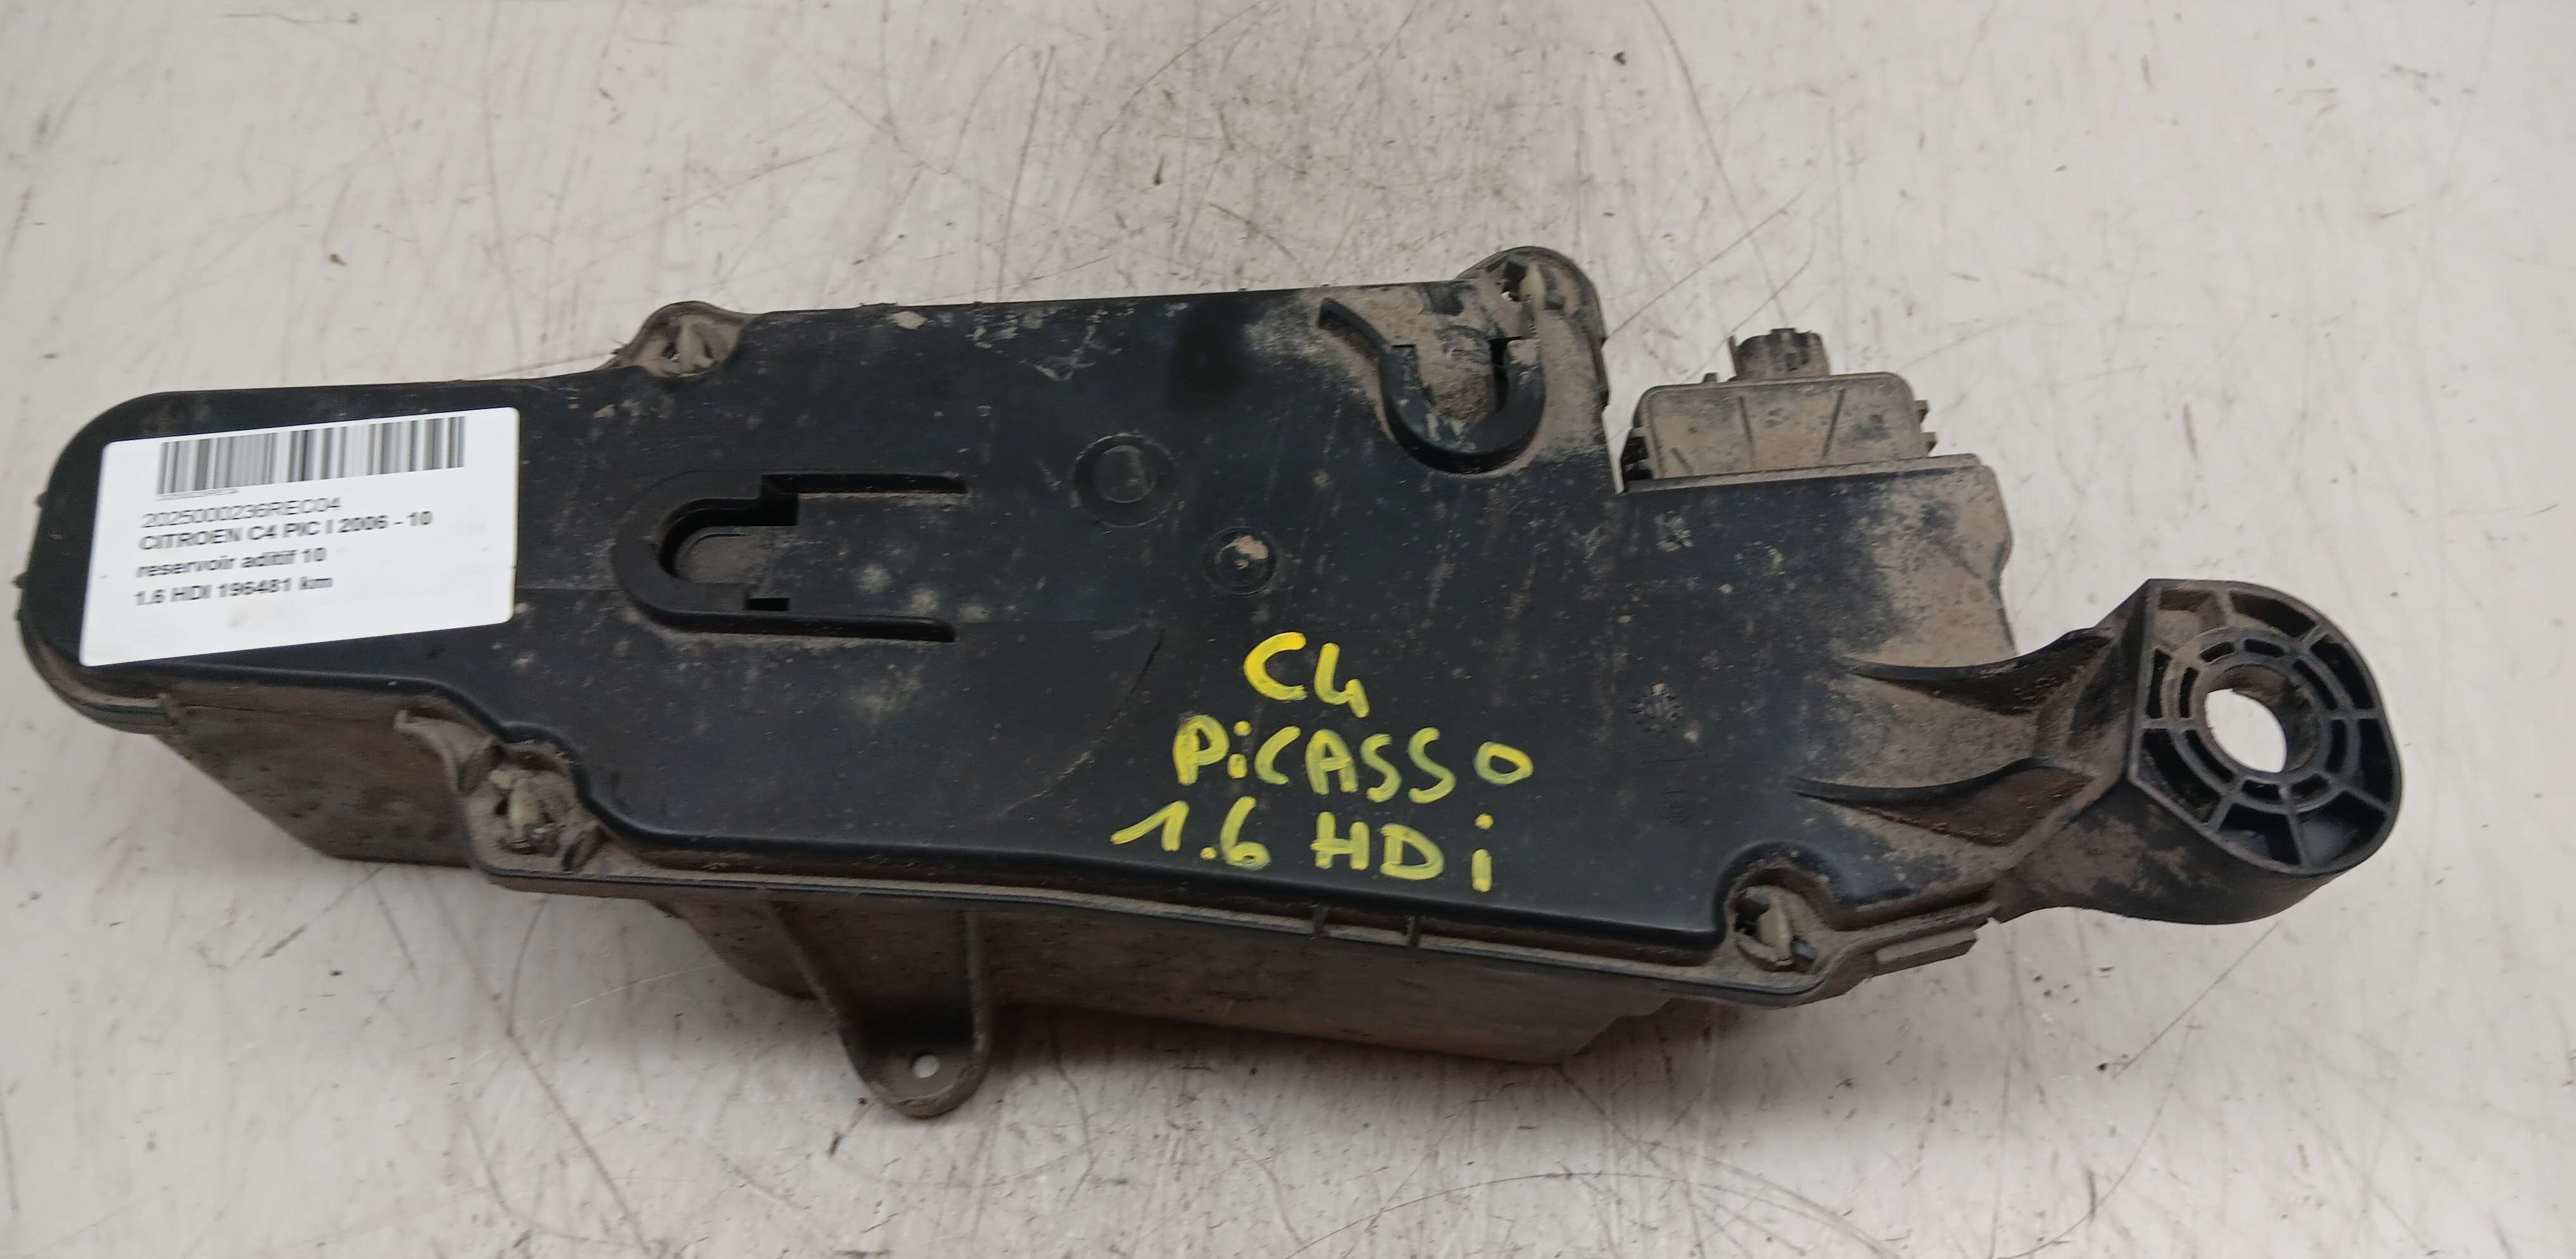 2025000236REC04
CITROEN C4 PIC I 2006 - 10
reservoir aditif 10
1.6 HDI 196481 km
C4
PiCASSO
1.6 HDi